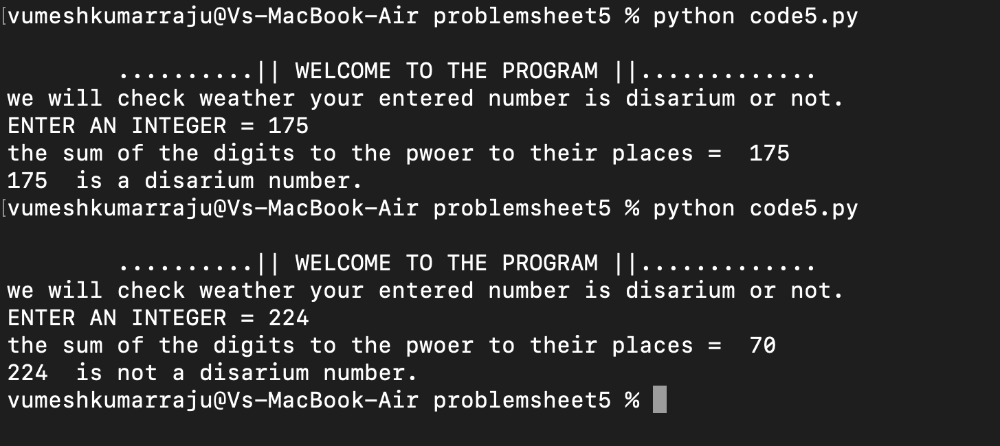 [vumeshkumarraju@Vs-MacBook-Air problemsheet5 % python code5.py
..........|| WELCOME TO THE PROGRAM ||.............
we will check weather your entered number is disarium or not.
ENTER AN INTEGER = 175
the sum of the digits to the pwoer to their places =  175
175  is a disarium number.
[vumeshkumarraju@Vs-MacBook-Air problemsheet5 % python code5.py
..........|| WELCOME TO THE PROGRAM ||.............
we will check weather your entered number is disarium or not.
ENTER AN INTEGER = 224
the sum of the digits to the pwoer to their places =  70
224  is not a disarium number.
vumeshkumarraju@Vs-MacBook-Air problemsheet5 %